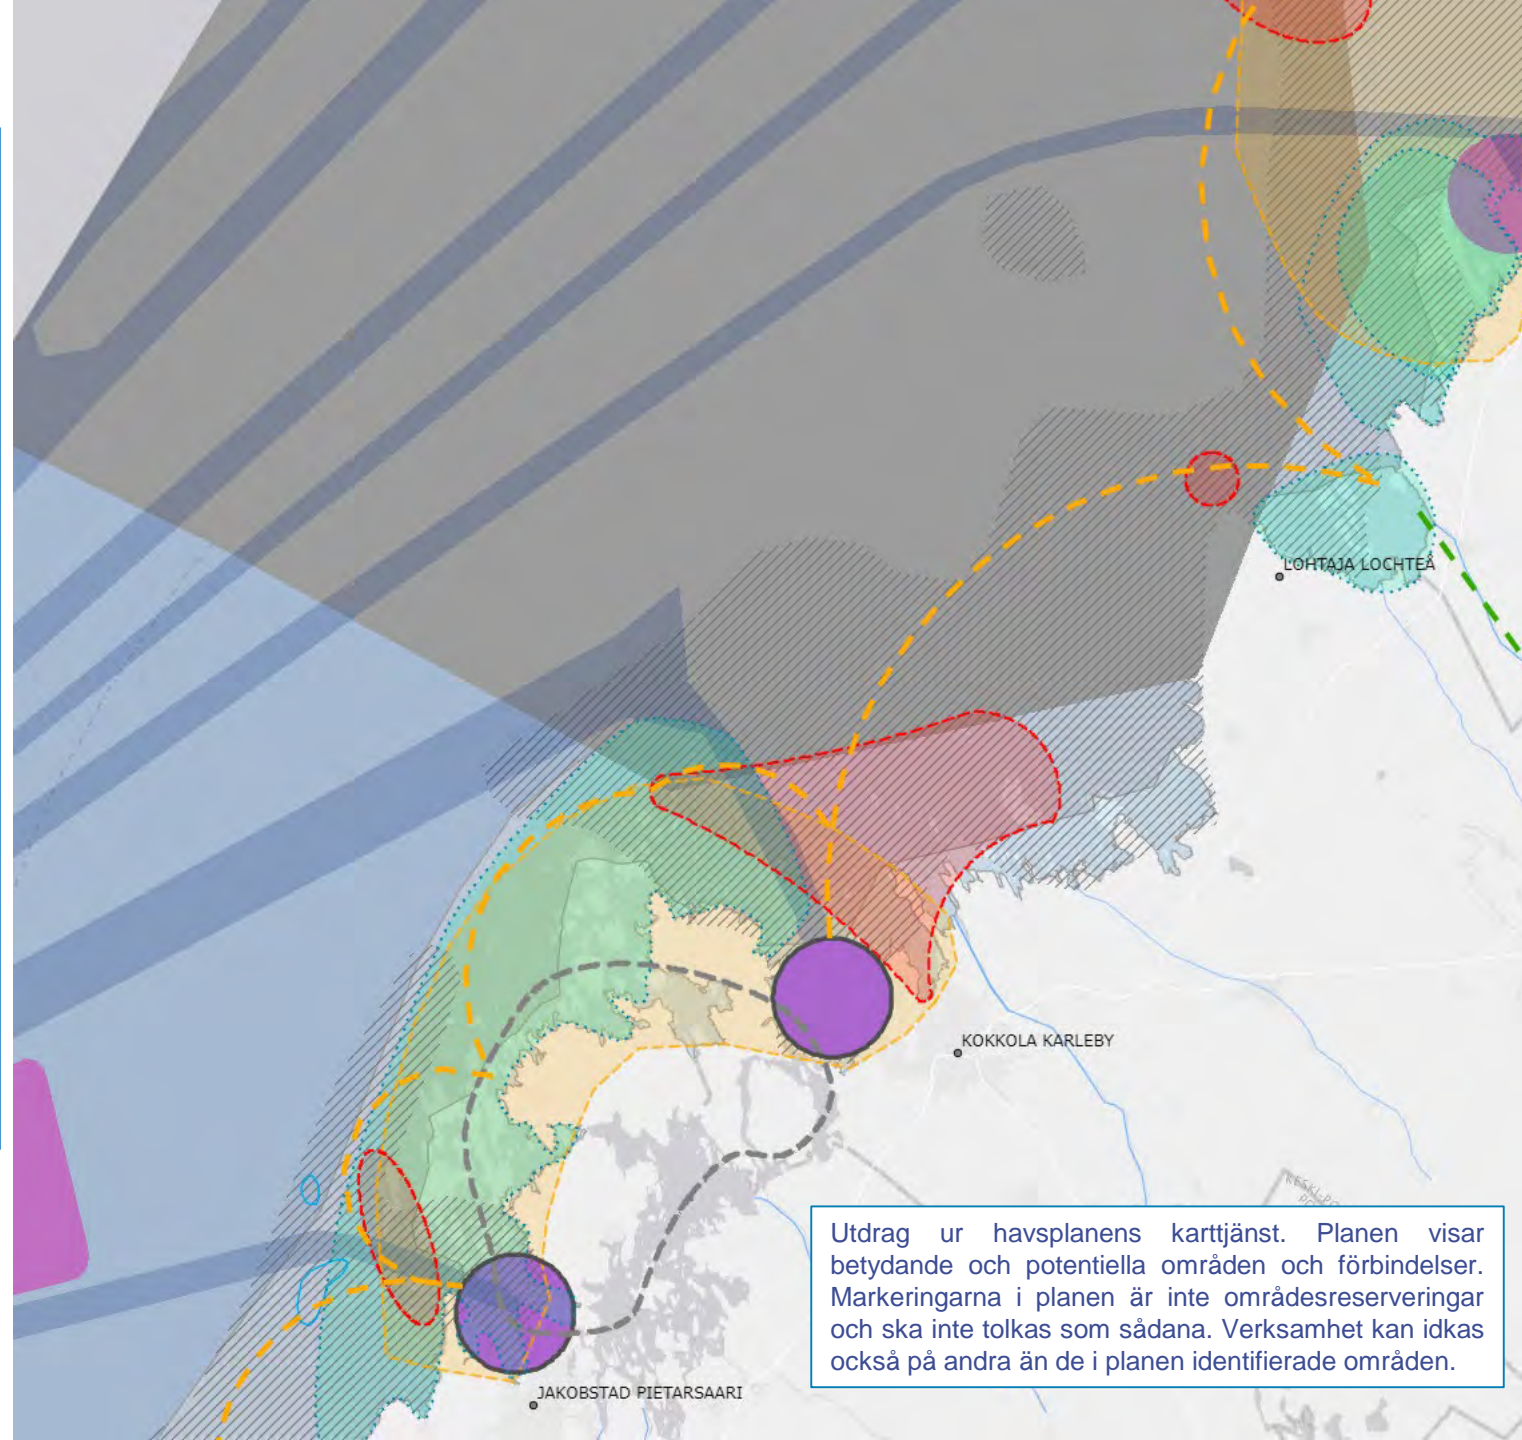 LOHTAJA LOCHTEÅ
KOKKOLA KARLEBY
Utdrag ur havsplanens karttjänst. Planen visar
betydande och potentiella områden och förbindelser.
Markeringarna i planen är inte områdesreserveringar
och ska inte tolkas som sådana. Verksamhet kan idkas
också på andra än de i planen identifierade områden.
JAKOBSTAD PIETARSAARI